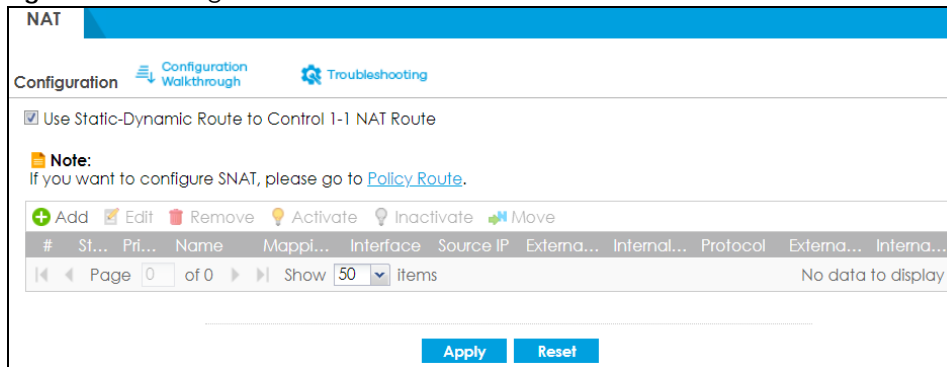 NAT
Configuration
Configuration Walkthrough
Troubleshooting
Use Static-Dynamic Route to Control 1-1 NAT Route
Note:
If you want to configure SNAT, please go to Policy Route.
Add Edit Remove Activate Inactivate Move
# St... Pri... Name Mappi... Interface Source IP Externa... Internal... Protocol Externa... Interna...
Page 0 of 0 Show 50 items No data to display
Apply Reset